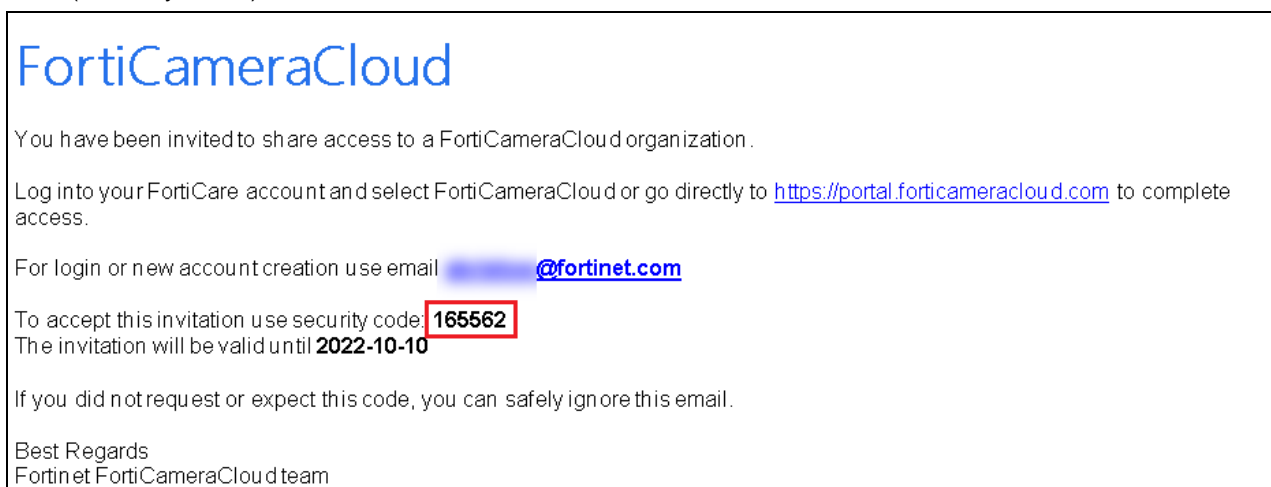 FortiCameraCloud
You have been invited to share access to a FortiCameraCloud organization.
Log into your FortiCare account and select FortiCameraCloud or go directly to https://portal.forticameracloud.com to complete
access.
For login or new account creation use email @fortinet.com
To accept this invitation use security code: 165562
The invitation will be valid until 2022-10-10
If you did not request or expect this code, you can safely ignore this email.
Best Regards
Fortinet FortiCameraCloud team